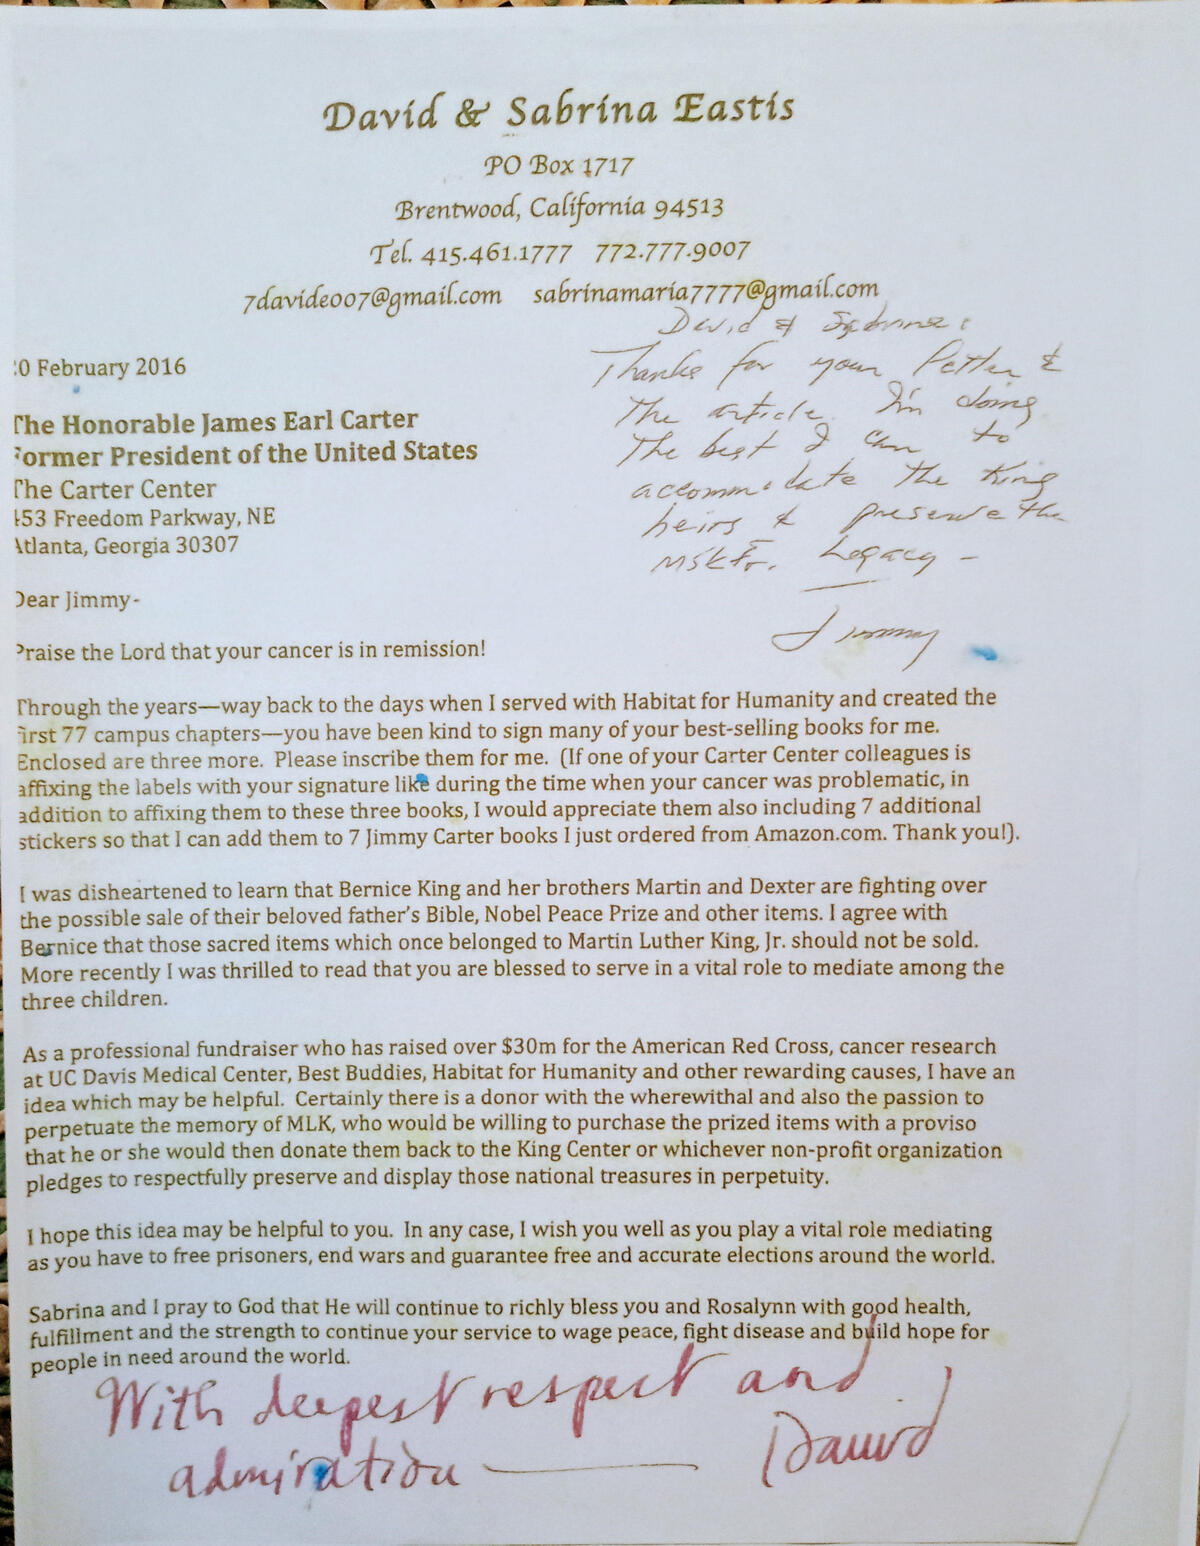 David & Sabrina Eastis
PO Box 1717
Brentwood, California 94513
Tel. 415.461.1777 772.777.9007
7davide007@gmail.com sabrinamaria7777@gmail.com
David & Sabrina:
Thanks for your letter &
the article. I'm doing
the best I can to
accommodate the King
heirs & preserve the
MLK Jr. Legacy -
Jimmy
0 February 2016
The Honorable James Earl Carter
Former President of the United States
The Carter Center
453 Freedom Parkway, NE
Atlanta, Georgia 30307
Dear Jimmy-
Praise the Lord that your cancer is in remission!
Through the years—way back to the days when I served with Habitat for Humanity and created the
first 77 campus chapters—you have been kind to sign many of your best-selling books for me.
Enclosed are three more. Please inscribe them for me. (If one of your Carter Center colleagues is
affixing the labels with your signature like during the time when your cancer was problematic, in
addition to affixing them to these three books, I would appreciate them also including 7 additional
stickers so that I can add them to 7 Jimmy Carter books I just ordered from Amazon.com. Thank you!).
I was disheartened to learn that Bernice King and her brothers Martin and Dexter are fighting over
the possible sale of their beloved father's Bible, Nobel Peace Prize and other items. I agree with
Bernice that those sacred items which once belonged to Martin Luther King, Jr. should not be sold.
More recently I was thrilled to read that you are blessed to serve in a vital role to mediate among the
three children.
As a professional fundraiser who has raised over $30m for the American Red Cross, cancer research
at UC Davis Medical Center, Best Buddies, Habitat for Humanity and other rewarding causes, I have an
idea which may be helpful. Certainly there is a donor with the wherewithal and also the passion to
perpetuate the memory of MLK, who would be willing to purchase the prized items with a proviso
that he or she would then donate them back to the King Center or whichever non-profit organization
pledges to respectfully preserve and display those national treasures in perpetuity.
I hope this idea may be helpful to you. In any case, I wish you well as you play a vital role mediating
as you have to free prisoners, end wars and guarantee free and accurate elections around the world.
Sabrina and I pray to God that He will continue to richly bless you and Rosalynn with good health,
fulfillment and the strength to continue your service to wage peace, fight disease and build hope for
people in need around the world.
With deepest respect and
admiration — David